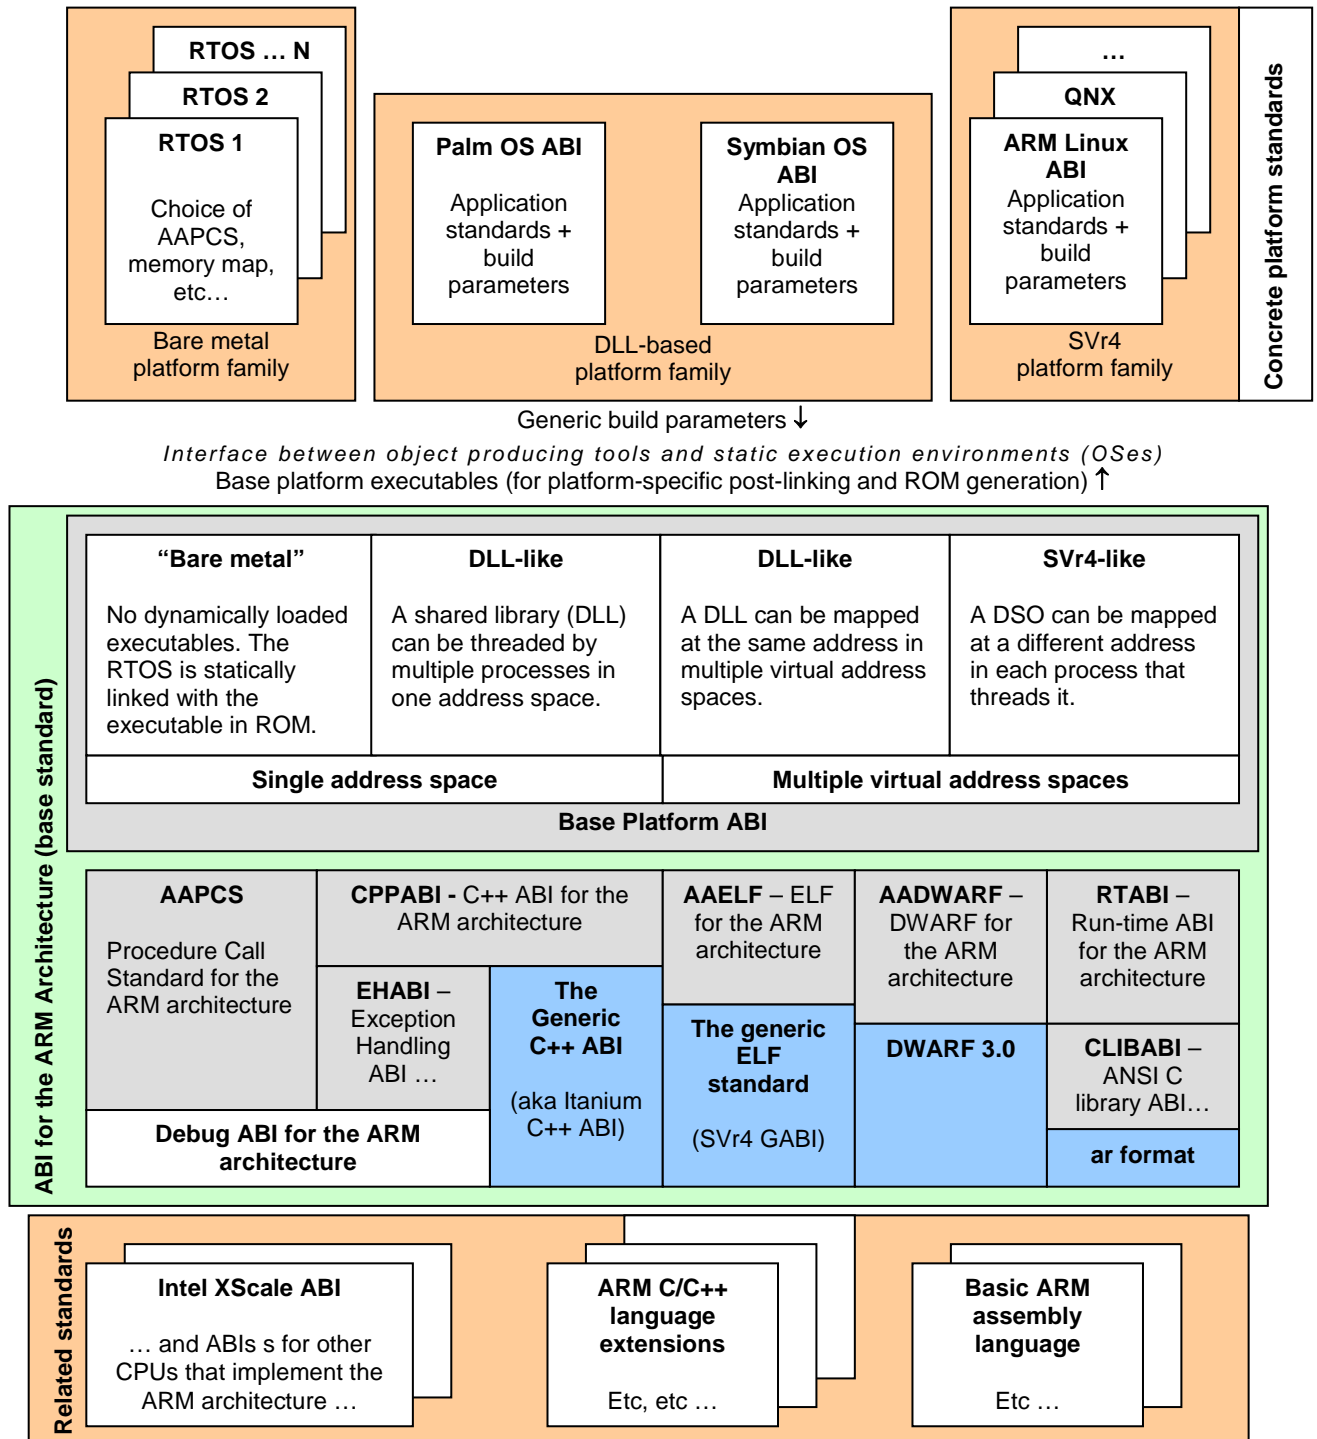 RTOS … N
RTOS 2
RTOS 1
Choice of
AAPCS,
memory map,
etc…
Bare metal
platform family
Palm OS ABI
Application
standards +
build
parameters
Symbian OS
ABI
Application
standards +
build
parameters
DLL-based
platform family
…
QNX
ARM Linux
ABI
Application
standards +
build
parameters
SVr4
platform family
Concrete platform standards
Generic build parameters ↓
Interface between object producing tools and static execution environments (OSes)
Base platform executables (for platform-specific post-linking and ROM generation) ↑
ABI for the ARM Architecture (base standard)
“Bare metal”
No dynamically loaded
executables. The
RTOS is statically
linked with the
executable in ROM.
DLL-like
A shared library (DLL)
can be threaded by
multiple processes in
one address space.
DLL-like
A DLL can be mapped
at the same address in
multiple virtual address
spaces.
SVr4-like
A DSO can be mapped
at a different address
in each process that
threads it.
Single address space
Multiple virtual address spaces
Base Platform ABI
AAPCS
Procedure Call
Standard for the
ARM architecture
CPPABI - C++ ABI for the
ARM architecture
EHABI –
Exception
Handling
ABI …
The
Generic
C++ ABI
(aka Itanium
C++ ABI)
Debug ABI for the ARM
architecture
AAELF – ELF
for the ARM
architecture
The generic
ELF
standard
(SVr4 GABI)
AADWARF –
DWARF for
the ARM
architecture
DWARF 3.0
RTABI –
Run-time ABI
for the ARM
architecture
CLIBABI –
ANSI C
library ABI…
ar format
Related standards
Intel XScale ABI
… and ABIs s for other
CPUs that implement the
ARM architecture …
ARM C/C++
language
extensions
Etc, etc …
Basic ARM
assembly
language
Etc …